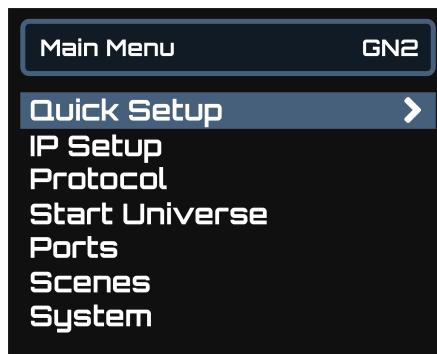 Main Menu GN2
Quick Setup
IP Setup
Protocol
Start Universe
Ports
Scenes
System